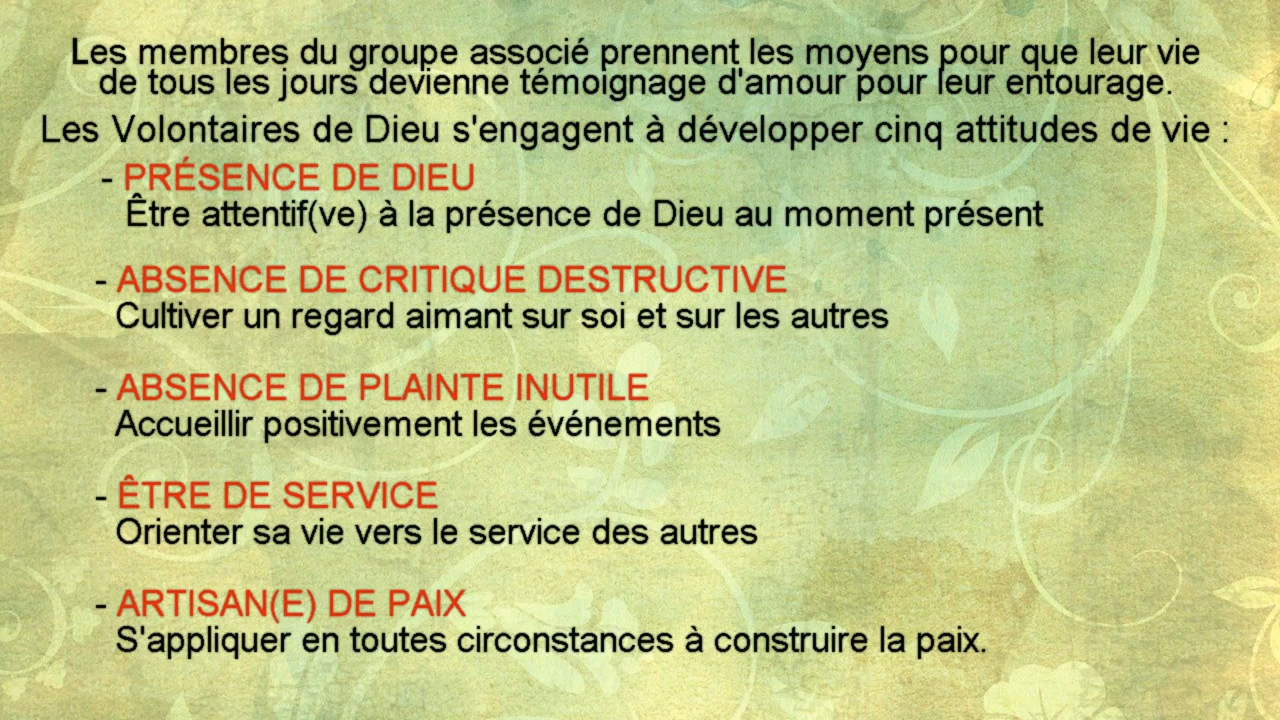 Les membres du groupe associé prennent les moyens pour que leur vie
de tous les jours devienne témoignage d'amour pour leur entourage.
Les Volontaires de Dieu s'engagent à développer cinq attitudes de vie :
- PRÉSENCE DE DIEU
Être attentif(ve) à la présence de Dieu au moment présent
- ABSENCE DE CRITIQUE DESTRUCTIVE
Cultiver un regard aimant sur soi et sur les autres
- ABSENCE DE PLAINTE INUTILE
Accueillir positivement les événements
- ÊTRE DE SERVICE
Orienter sa vie vers le service des autres
- ARTISAN(E) DE PAIX
S'appliquer en toutes circonstances à construire la paix.